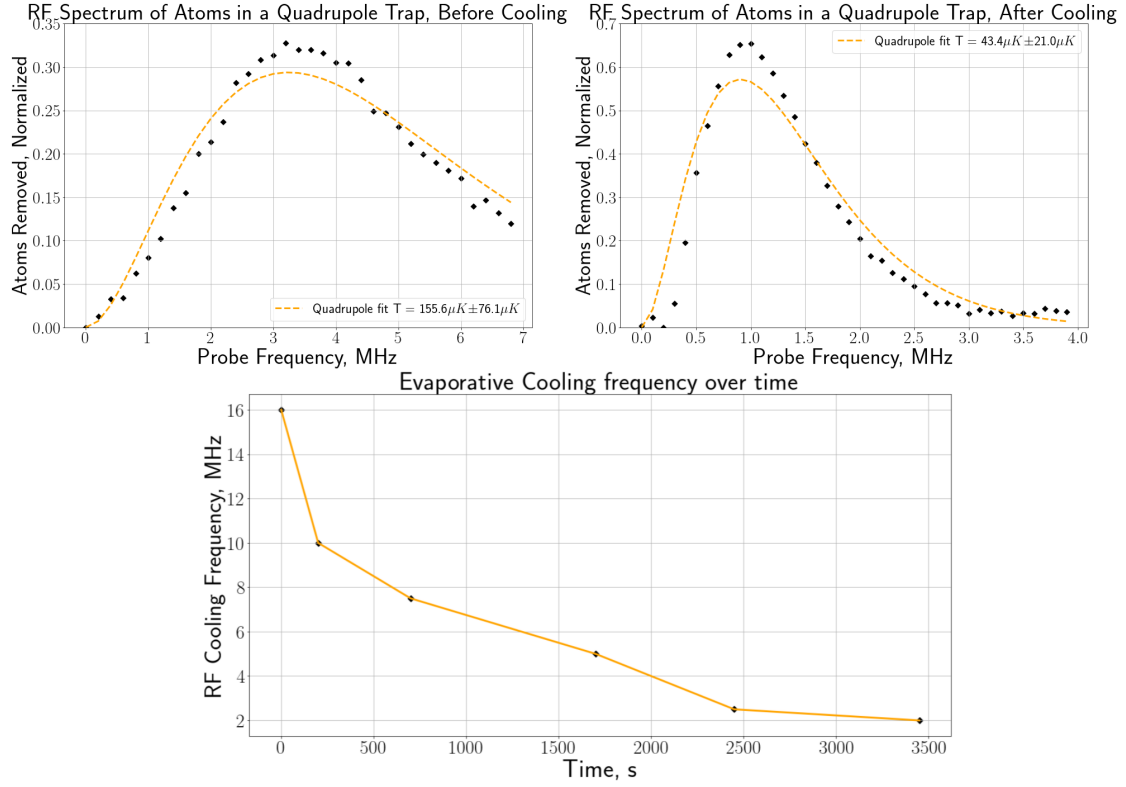 RF Spectrum of Atoms in a Quadrupole Trap, Before Cooling
Atoms Removed, Normalized
0.35
0.30
0.25
0.20
0.15
0.10
0.05
0.00
Quadrupole fit T = 155.6μK±76.1μK
0 1 2 3 4 5 6 7
Probe Frequency, MHz
RF Spectrum of Atoms in a Quadrupole Trap, After Cooling
Atoms Removed, Normalized
0.7
0.6
0.5
0.4
0.3
0.2
0.1
0.0
Quadrupole fit T = 43.4μK±21.0μK
0.0 0.5 1.0 1.5 2.0 2.5 3.0 3.5 4.0
Probe Frequency, MHz
Evaporative Cooling frequency over time
RF Cooling Frequency, MHz
16
14
12
10
8
6
4
2
0 500 1000 1500 2000 2500 3000 3500
Time, s